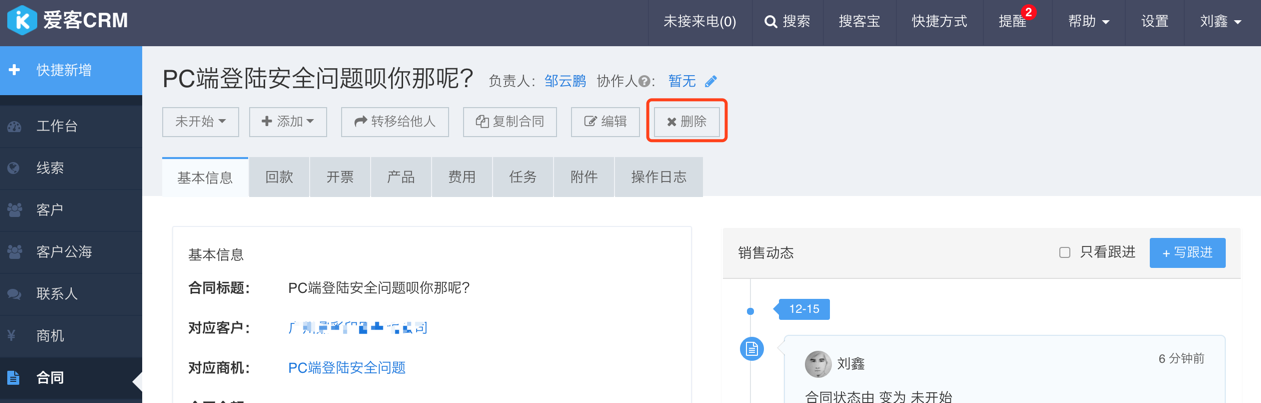 爱客CRM
未接来电(0)
搜索
搜客宝
快捷方式
提醒
2
帮助
设置
刘鑫
快捷新增
工作台
线索
客户
客户公海
联系人
商机
合同
PC端登陆安全问题呗你那呢？ 负责人： 邹云鹏 协作人： 暂无
未开始
添加
转移给他人
复制合同
编辑
删除
基本信息
回款
开票
产品
费用
任务
附件
操作日志
基本信息
合同标题： PC端登陆安全问题呗你那呢？
对应客户：
对应商机： PC端登陆安全问题
销售动态
只看跟进
+ 写跟进
12-15
刘鑫
6 分钟前
合同状态由 变为 未开始